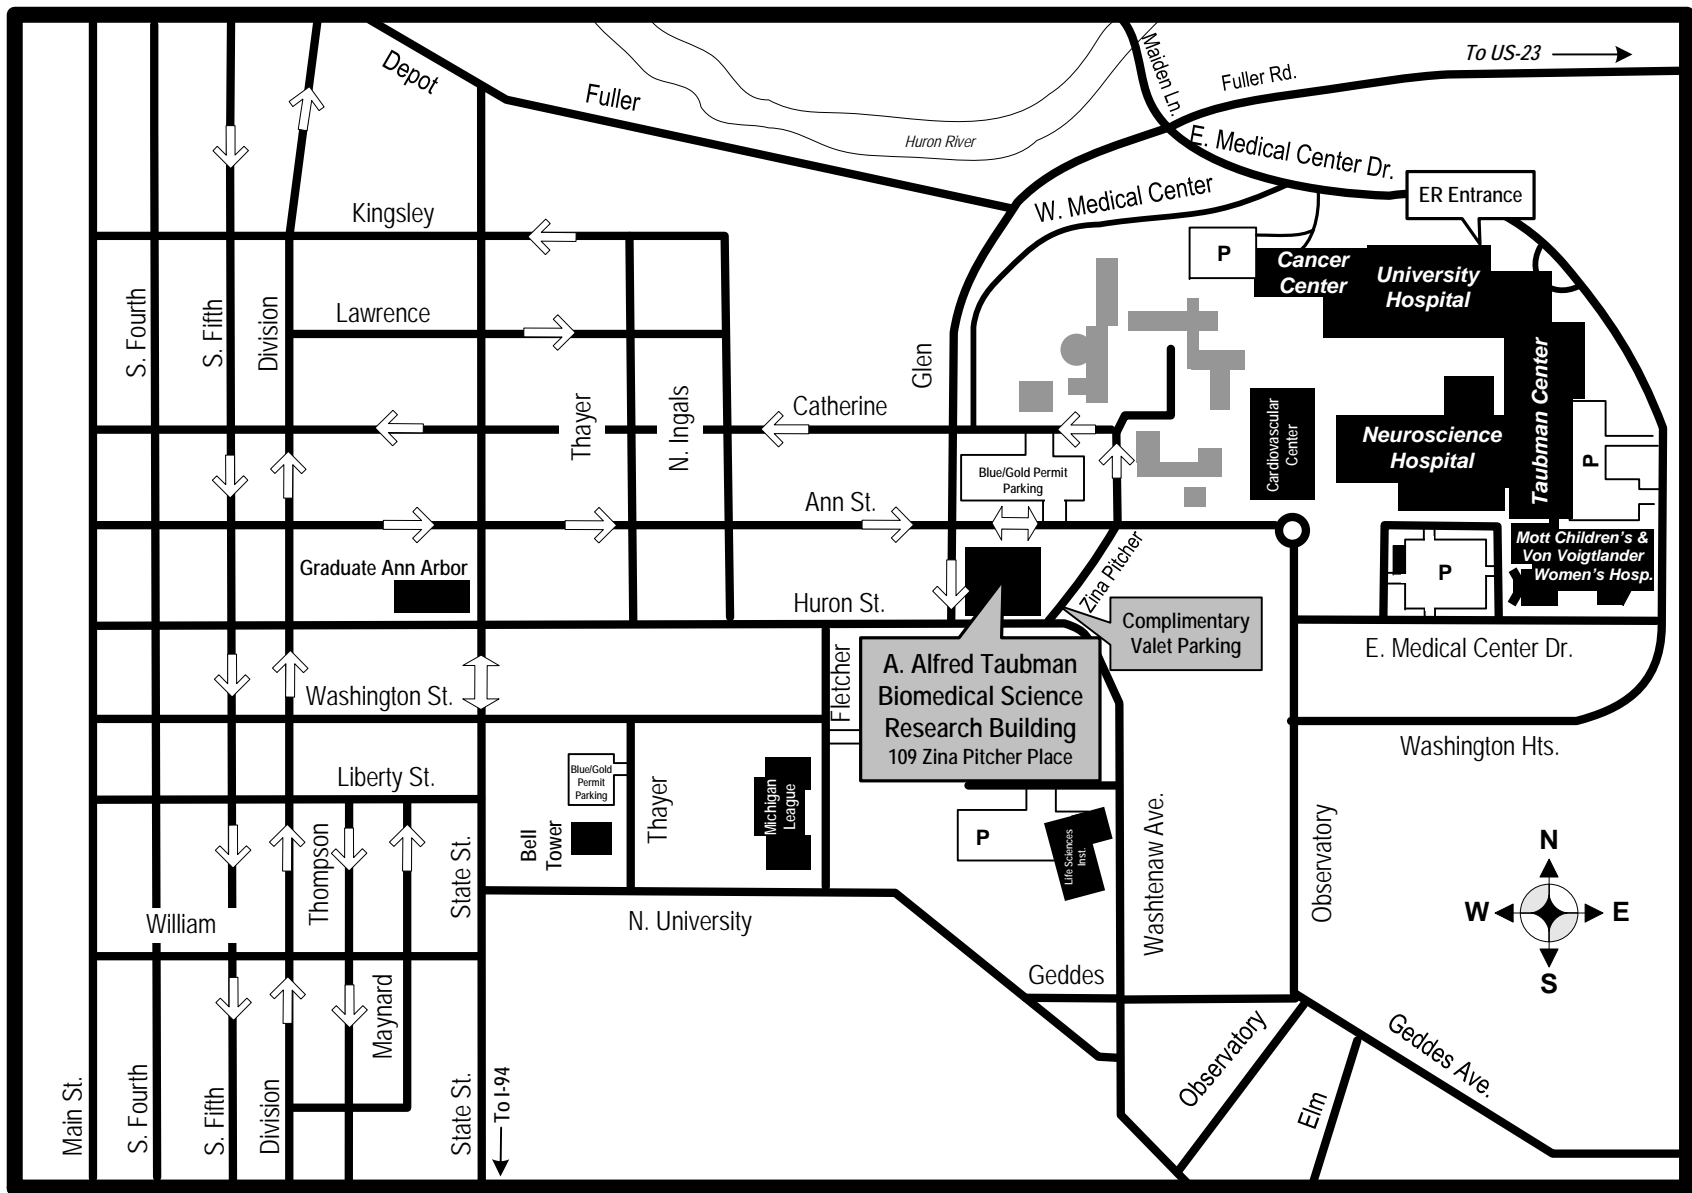 To US-23
Maiden Ln.
Fuller Rd.
Depot
Fuller
Huron River
E. Medical Center Dr.
W. Medical Center
ER Entrance
Kingsley
P
Cancer
Center
University
Hospital
Lawrence
S. Fourth
S. Fifth
Division
Glen
Taubman Center
Catherine
Thayer
N. Ingals
Cardiovascular
Center
Neuroscience
Hospital
P
Blue/Gold Permit
Parking
Ann St.
Graduate Ann Arbor
Zina Pitcher
Mott Children's &
Von Voigtlander
Women's Hosp.
P
Huron St.
Complimentary
Valet Parking
E. Medical Center Dr.
A. Alfred Taubman
Biomedical Science
Research Building
109 Zina Pitcher Place
Fletcher
Washington St.
Washington Hts.
Liberty St.
Blue/Gold
Permit
Parking
Thayer
Michigan
League
Bell
Tower
P
Life Sciences
Inst.
Thompson
State St.
Washtenaw Ave.
Observatory
N
W
E
S
William
N. University
Geddes
Maynard
Observatory
Geddes Ave.
Elm
Main St.
S. Fourth
S. Fifth
Division
State St.
To I-94